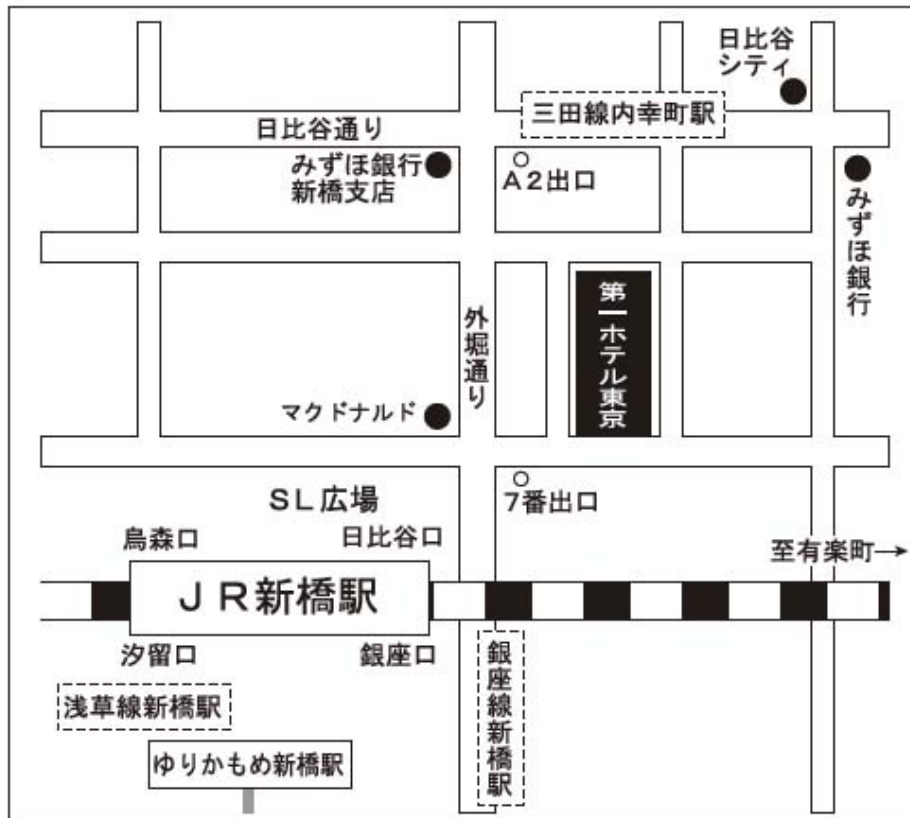 日比谷
シティ
三田線内幸町駅
日比谷通り
みずほ銀行
新橋支店
A2出口
みずほ銀行
第一ホテル東京
外堀通り
マクドナルド
SL広場
7番出口
烏森口
日比谷口
至有楽町→
JR新橋駅
汐留口
銀座口
銀座線新橋駅
浅草線新橋駅
ゆりかもめ新橋駅